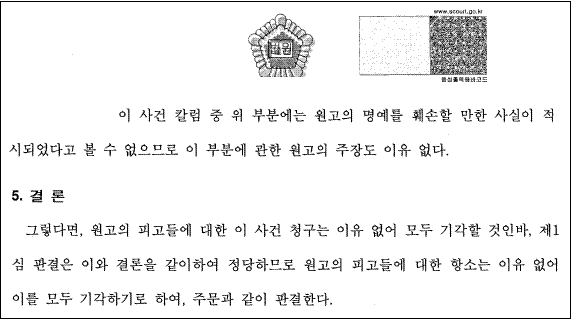 www.scourt.go.kr
법원
음성출력용바코드
이 사건 칼럼 중 위 부분에는 원고의 명예를 훼손할 만한 사실이 적
시되었다고 볼 수 없으므로 이 부분에 관한 원고의 주장도 이유 없다.
5. 결 론
그렇다면, 원고의 피고들에 대한 이 사건 청구는 이유 없어 모두 기각할 것인바, 제1
심 판결은 이와 결론을 같이하여 정당하므로 원고의 피고들에 대한 항소는 이유 없어
이를 모두 기각하기로 하여, 주문과 같이 판결한다.